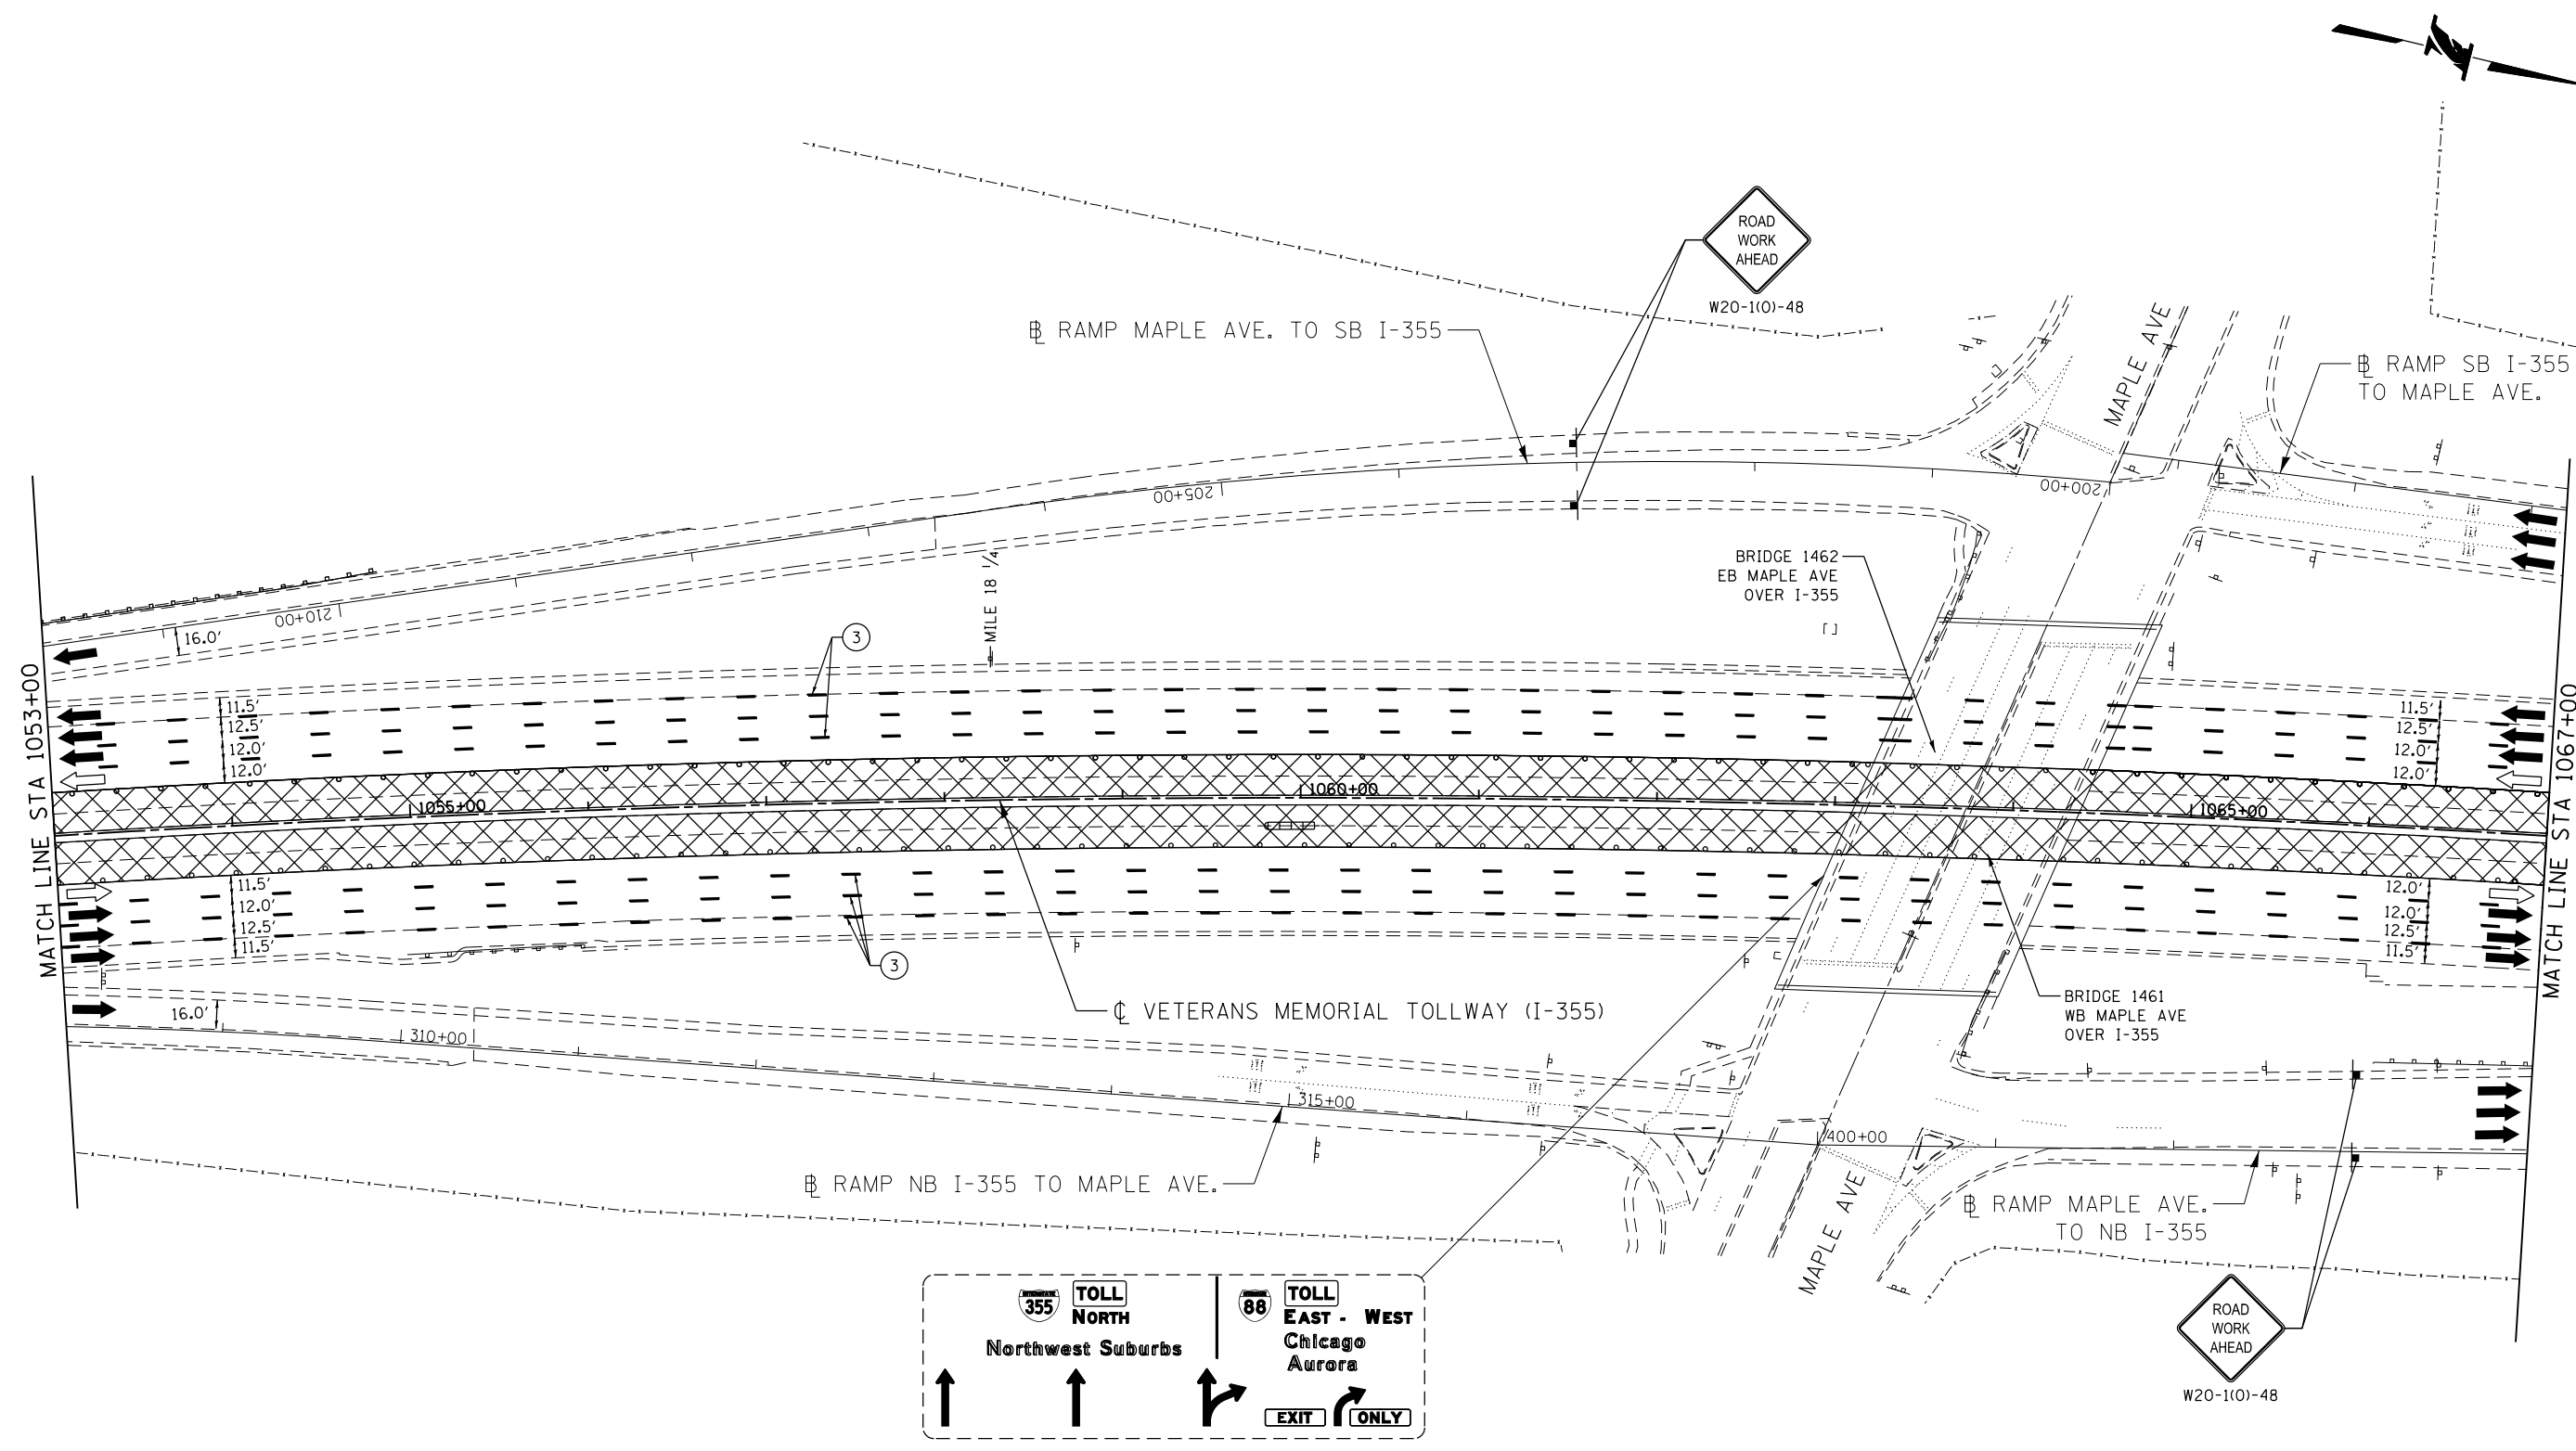 ROAD
WORK
AHEAD
W20-1(O)-48
℄ RAMP MAPLE AVE. TO SB I-355
MAPLE AVE
RAMP SB I-355
TO MAPLE AVE.
205+00
200+00
210+00
16.0'
MILE 18 1/4
3
BRIDGE 1462
EB MAPLE AVE
OVER I-355
MATCH LINE STA 1053+00
11.5'
12.5'
12.0'
12.0'
11.5'
12.5'
12.0'
12.0'
MATCH LINE STA 1067+00
1055+00
1060+00
1065+00
11.5'
12.0'
12.5'
11.5'
12.0'
12.0'
12.5'
11.5'
3
℄ VETERANS MEMORIAL TOLLWAY (I-355)
BRIDGE 1461
WB MAPLE AVE
OVER I-355
16.0'
310+00
315+00
400+00
RAMP NB I-355 TO MAPLE AVE.
MAPLE AVE
RAMP MAPLE AVE.
TO NB I-355
INTERSTATE
355
TOLL
NORTH
Northwest Suburbs
INTERSTATE
88
TOLL
EAST - WEST
Chicago
Aurora
EXIT
ONLY
ROAD
WORK
AHEAD
W20-1(O)-48